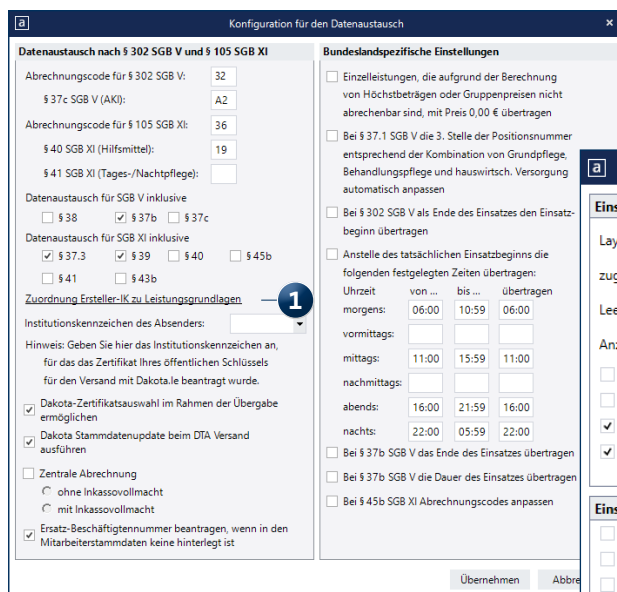 a Konfiguration für den Datenaustausch ×
Datenaustausch nach § 302 SGB V und § 105 SGB XI
Abrechnungscode für § 302 SGB V: 32
§ 37c SGB V (AKI): A2
Abrechnungscode für § 105 SGB XI: 36
§ 40 SGB XI (Hilfsmittel): 19
§ 41 SGB XI (Tages-/Nachtpflege):
Datenaustausch für SGB V inklusive
§ 38 § 37b § 37c
Datenaustausch für SGB XI inklusive
§ 37.3 § 39 § 40 § 45b
§ 41 § 43b
Zuordnung Ersteller-IK zu Leistungsgrundlagen 1
Institutionskennzeichen des Absenders:
Hinweis: Geben Sie hier das Institutionskennzeichen an,
für das das Zertifikat Ihres öffentlichen Schlüssels
für den Versand mit Dakota.le beantragt wurde.
Dakota-Zertifikatsauswahl im Rahmen der Übergabe
ermöglichen
Dakota Stammdatenupdate beim DTA Versand
ausführen
Zentrale Abrechnung
ohne Inkassovollmacht
mit Inkassovollmacht
Ersatz-Beschäftigtennummer beantragen, wenn in den
Mitarbeiterstammdaten keine hinterlegt ist
Bundeslandspezifische Einstellungen
Einzelleistungen, die aufgrund der Berechnung
von Höchstbeträgen oder Gruppenpreisen nicht
abrechenbar sind, mit Preis 0,00 € übertragen
Bei § 37.1 SGB V die 3. Stelle der Positionsnummer
entsprechend der Kombination von Grundpflege,
Behandlungspflege und hauswirtsch. Versorgung
automatisch anpassen
Bei § 302 SGB V als Ende des Einsatzes den Einsatz-
beginn übertragen
Anstelle des tatsächlichen Einsatzbeginns die
folgenden festgelegten Zeiten übertragen:
Uhrzeit von ... bis ... übertragen
morgens: 06:00 10:59 06:00
vormittags:
mittags: 11:00 15:59 11:00
nachmittags:
abends: 16:00 21:59 16:00
nachts: 22:00 05:59 22:00
Bei § 37b SGB V das Ende des Einsatzes übertragen
Bei § 37b SGB V die Dauer des Einsatzes übertragen
Bei § 45b SGB XI Abrechnungscodes anpassen
Übernehmen Abbre
a
Eins
Lay
zug
Lee
Anz
Eins